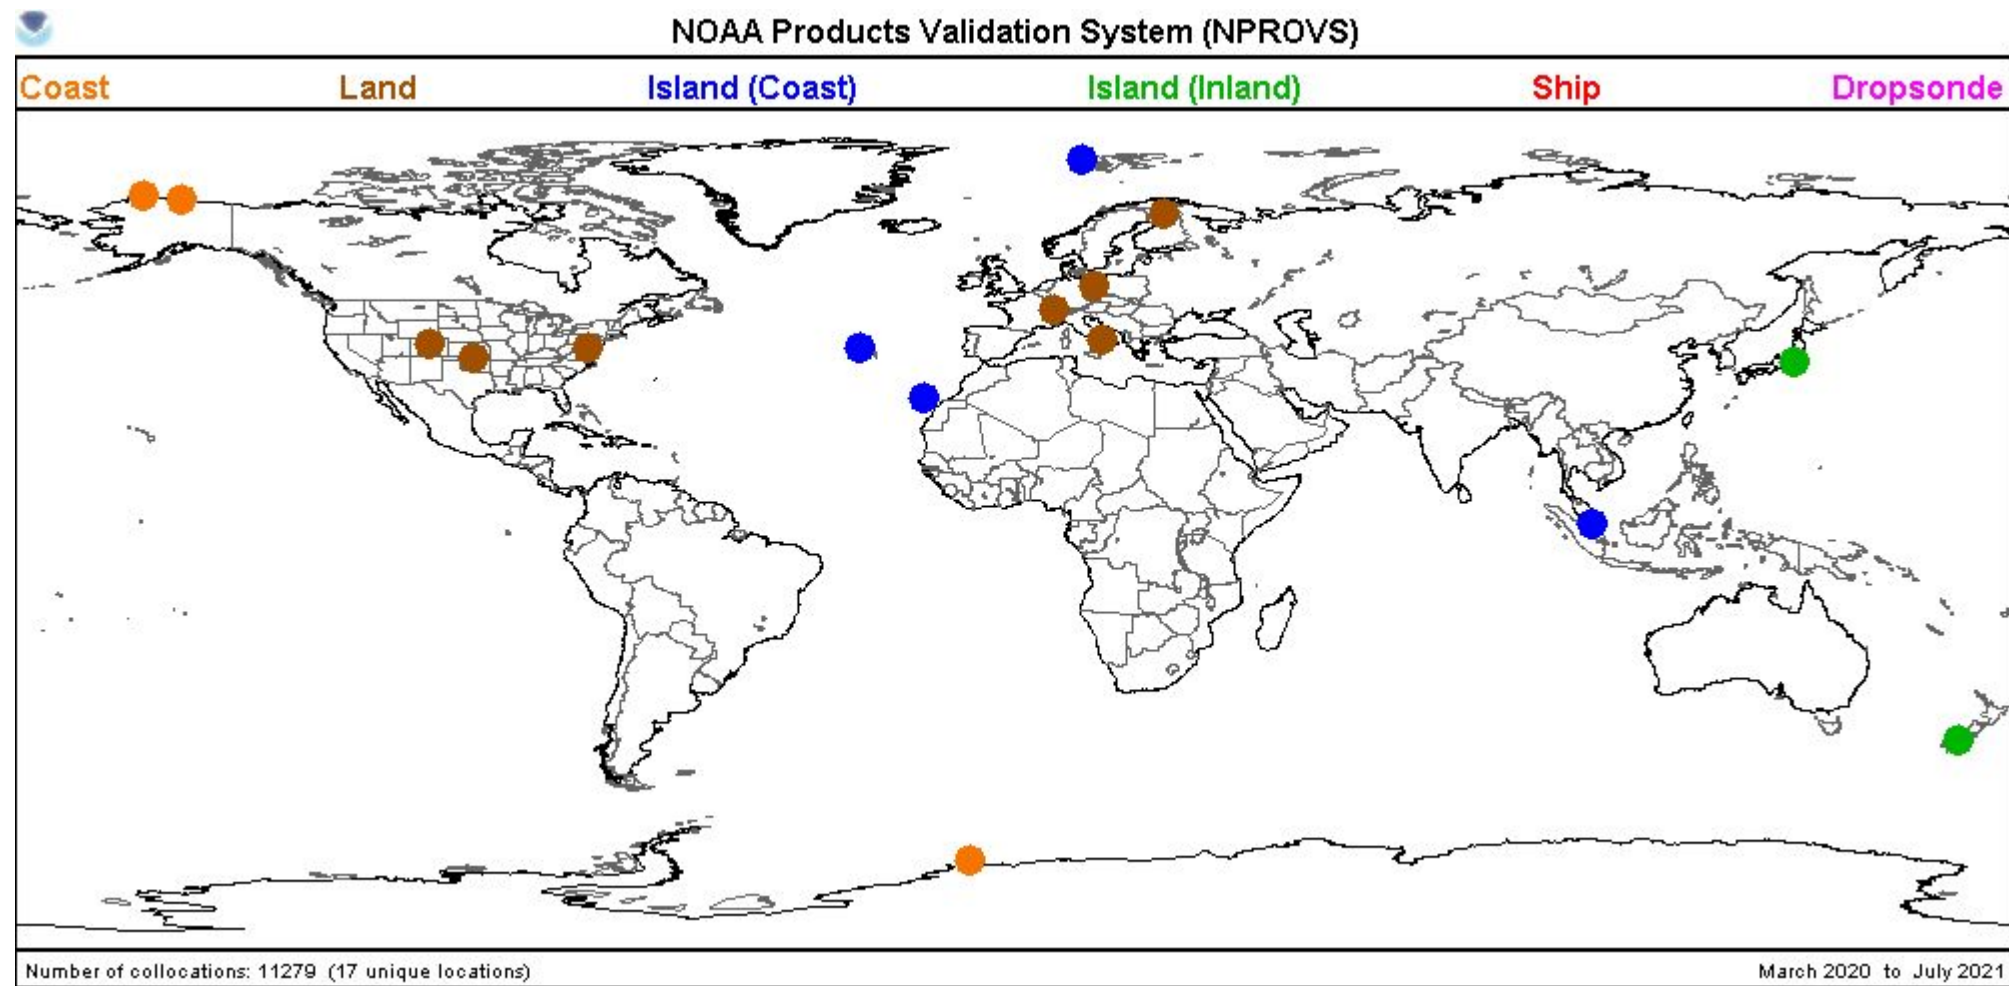 NOAA Products Validation System (NPROVS)
Coast Land Island (Coast) Island (Inland) Ship Dropsonde
Number of collocations: 11279 (17 unique locations) March 2020 to July 2021